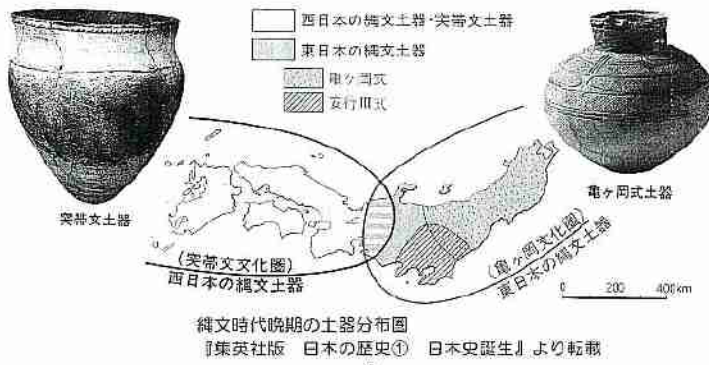 西日本の縄文土器・突帯文土器
東日本の縄文土器
亀ヶ岡式
安行Ⅲ式
突帯文土器
亀ヶ岡式土器
(突帯文文化圏)
西日本の縄文土器
(亀ヶ岡文化圏)
東日本の縄文土器
0 200 400km
縄文時代晩期の土器分布圏
『集英社版 日本の歴史① 日本史誕生』より転載